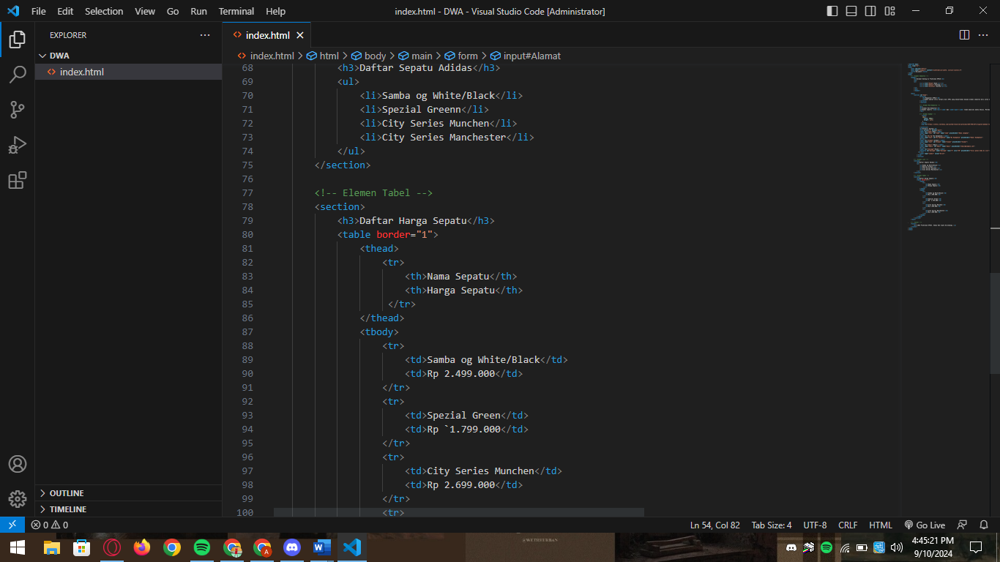 File Edit Selection View Go Run Terminal Help index.html - DWA - Visual Studio Code [Administrator]
EXPLORER ... index.html
DWA index.html > html > body > main > form > input#Alamat
index.html
68 <h3>Daftar Sepatu Adidas</h3>
69 <ul>
70 <li>Samba og White/Black</li>
71 <li>Spezial Greenn</li>
72 <li>City Series Munchen</li>
73 <li>City Series Manchester</li>
74 </ul>
75 </section>
76
77 <!-- Elemen Tabel -->
78 <section>
79 <h3>Daftar Harga Sepatu</h3>
80 <table border="1">
81 <thead>
82 <tr>
83 <th>Nama Sepatu</th>
84 <th>Harga Sepatu</th>
85 </tr>
86 </thead>
87 <tbody>
88 <tr>
89 <td>Samba og White/Black</td>
90 <td>Rp 2.499.000</td>
91 </tr>
92 <tr>
93 <td>Spezial Green</td>
94 <td>Rp `1.799.000</td>
95 </tr>
96 <tr>
97 <td>City Series Munchen</td>
98 <td>Rp 2.699.000</td>
99 </tr>
100 <tr>
OUTLINE
TIMELINE
0 0 Ln 54, Col 82 Tab Size: 4 UTF-8 CRLF HTML Go Live
4:45:21 PM
9/10/2024